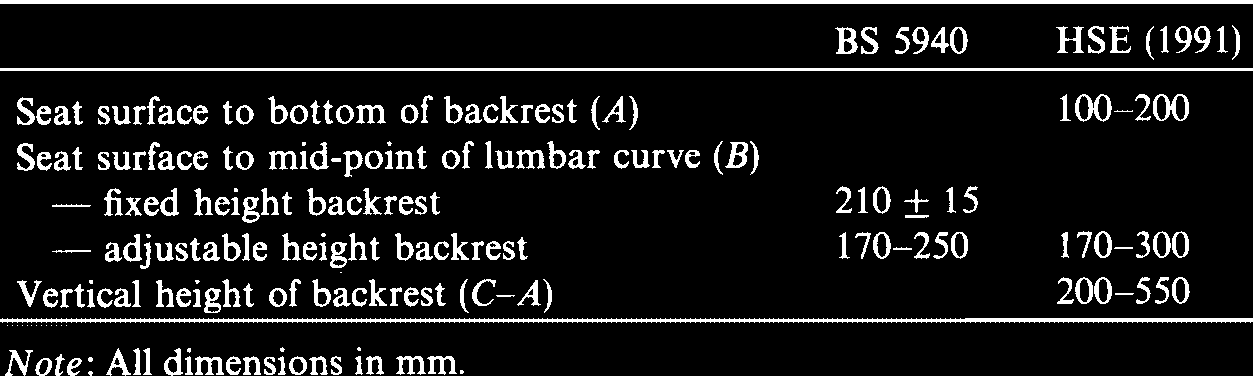 BS 5940 HSE (1991)
Seat surface to bottom of backrest (A) 100–200
Seat surface to mid-point of lumbar curve (B)
— fixed height backrest 210 ± 15
— adjustable height backrest 170–250 170–300
Vertical height of backrest (C–A) 200–550
Note: All dimensions in mm.